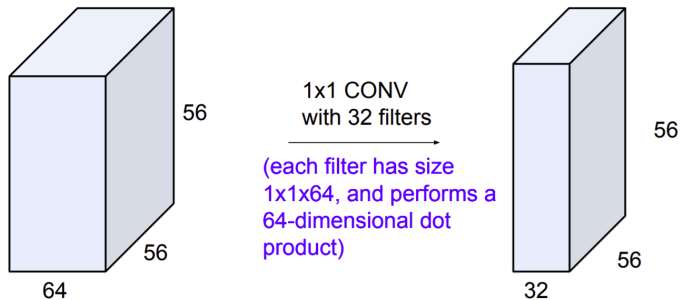 56
56
64
1x1 CONV
with 32 filters
(each filter has size
1x1x64, and performs a
64-dimensional dot
product)
56
56
32